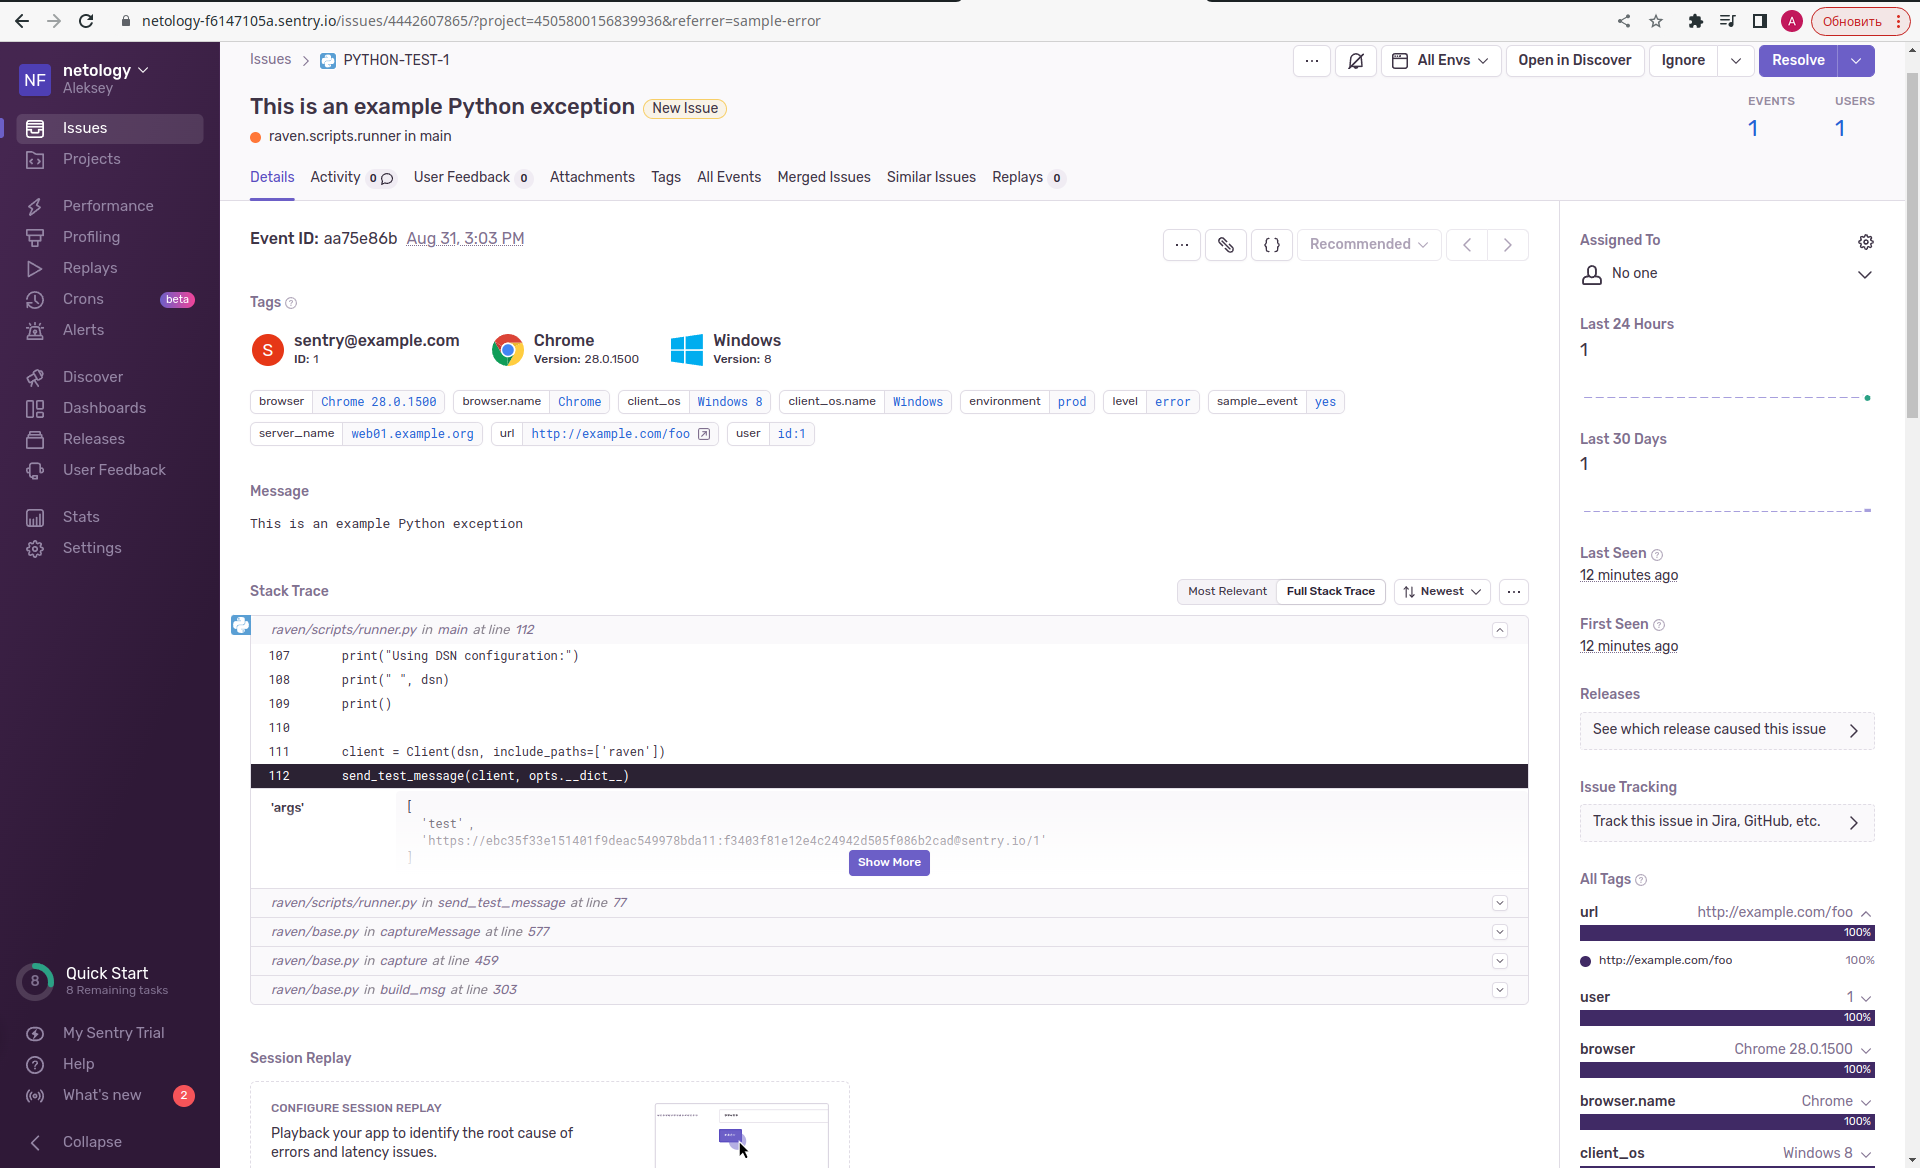 netology-f6147105a.sentry.io/issues/4442607865/?project=4505800156839936&referrer=sample-error
A
Обновить
NF
netology
Aleksey
Issues
Projects
Performance
Profiling
Replays
Crons
beta
Alerts
Discover
Dashboards
Releases
User Feedback
Stats
Settings
8
Quick Start
8 Remaining tasks
My Sentry Trial
Help
What's new
2
Collapse
Issues
PYTHON-TEST-1
All Envs
Open in Discover
Ignore
Resolve
This is an example Python exception
New Issue
raven.scripts.runner in main
EVENTS
1
USERS
1
Details
Activity
0
User Feedback
0
Attachments
Tags
All Events
Merged Issues
Similar Issues
Replays
0
Event ID: aa75e86b Aug 31, 3:03 PM
{}
Recommended
Tags
S
sentry@example.com
ID: 1
Chrome
Version: 28.0.1500
Windows
Version: 8
browser Chrome 28.0.1500
browser.name Chrome
client_os Windows 8
client_os.name Windows
environment prod
level error
sample_event yes
server_name web01.example.org
url http://example.com/foo
user id:1
Message
This is an example Python exception
Stack Trace
Most Relevant
Full Stack Trace
Newest
raven/scripts/runner.py in main at line 112
107 print("Using DSN configuration:")
108 print(" ", dsn)
109 print()
110
111 client = Client(dsn, include_paths=['raven'])
112 send_test_message(client, opts.__dict__)
'args'
[
'test' ,
'https://ebc35f33e151401f9deac549978bda11:f3403f81e12e4c24942d505f086b2cad@sentry.io/1'
]
Show More
raven/scripts/runner.py in send_test_message at line 77
raven/base.py in captureMessage at line 577
raven/base.py in capture at line 459
raven/base.py in build_msg at line 303
Session Replay
CONFIGURE SESSION REPLAY
Playback your app to identify the root cause of
errors and latency issues.
Assigned To
No one
Last 24 Hours
1
Last 30 Days
1
Last Seen
12 minutes ago
First Seen
12 minutes ago
Releases
See which release caused this issue
Issue Tracking
Track this issue in Jira, GitHub, etc.
All Tags
url http://example.com/foo
100%
http://example.com/foo 100%
user 1
100%
browser Chrome 28.0.1500
100%
browser.name Chrome
100%
client_os Windows 8